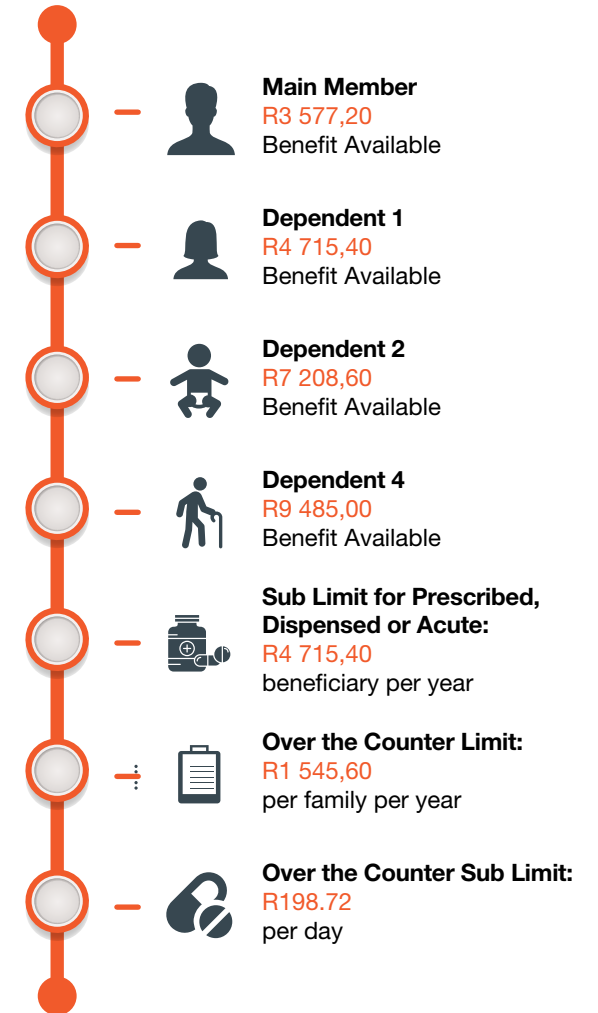 Main Member
R3 577,20
Benefit Available
Dependent 1
R4 715,40
Benefit Available
Dependent 2
R7 208,60
Benefit Available
Dependent 4
R9 485,00
Benefit Available
Sub Limit for Prescribed,
Dispensed or Acute:
R4 715,40
beneficiary per year
Over the Counter Limit:
R1 545,60
per family per year
Over the Counter Sub Limit:
R198.72
per day